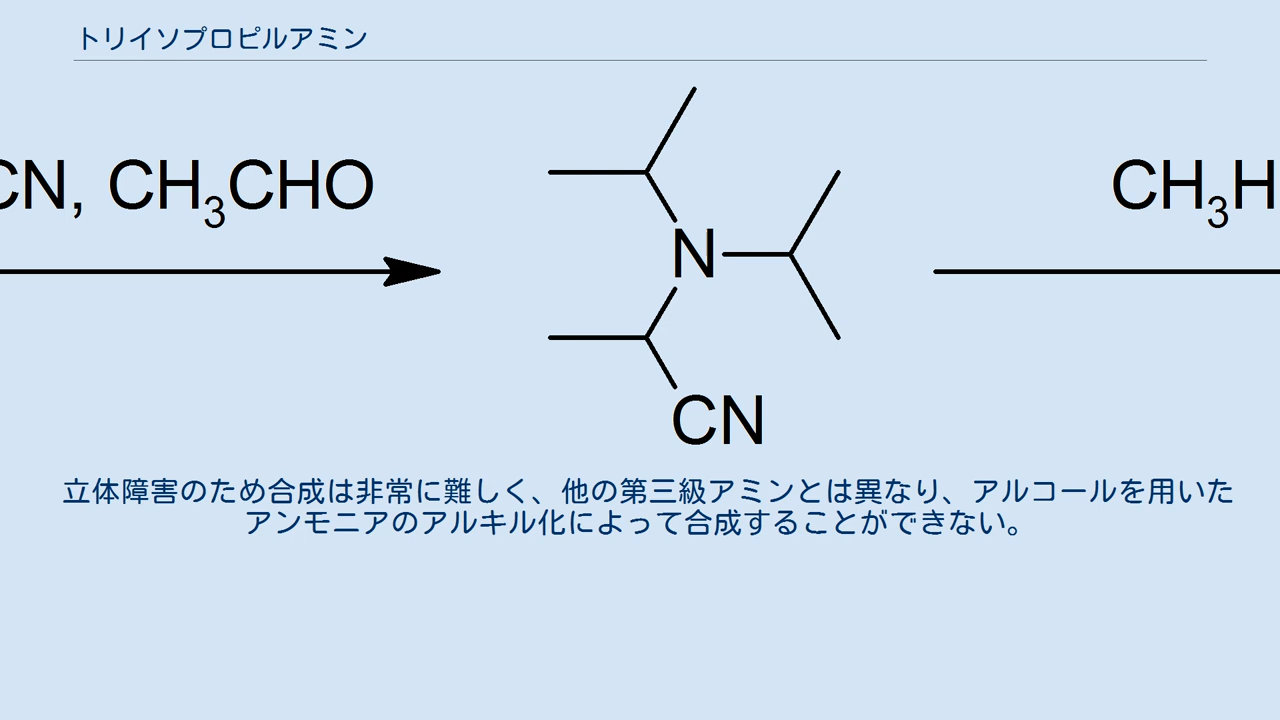 トリイソプロピルアミン
CN, CH₃CHO
CH₃H
N
CN
立体障害のため合成は非常に難しく、他の第三級アミンとは異なり、アルコールを用いた
アンモニアのアルキル化によって合成することができない。